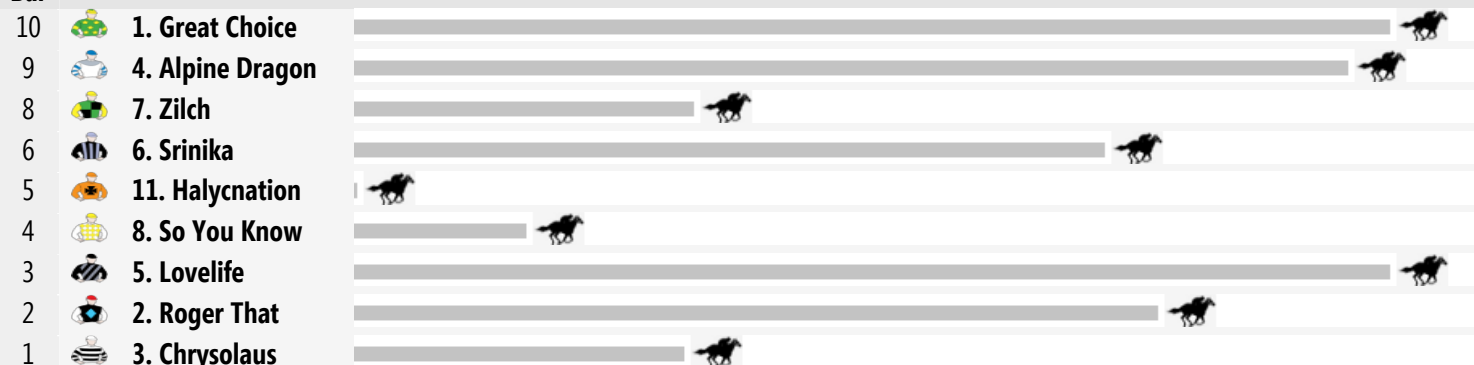 10 1. Great Choice
9 4. Alpine Dragon
8 7. Zilch
6 6. Srinika
5 11. Halycnation
4 8. So You Know
3 5. Lovelife
2 2. Roger That
1 3. Chrysolaus